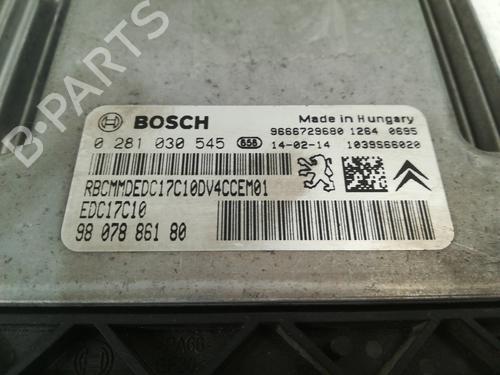 B-PARTS
BOSCH
Made in Hungary
9666729680 1264 0695
0 281 030 545 658 14-02-14 1039S66020
RBCMMDEDC17C10DV4CCEM01
EDC17C10
98 078 861 80